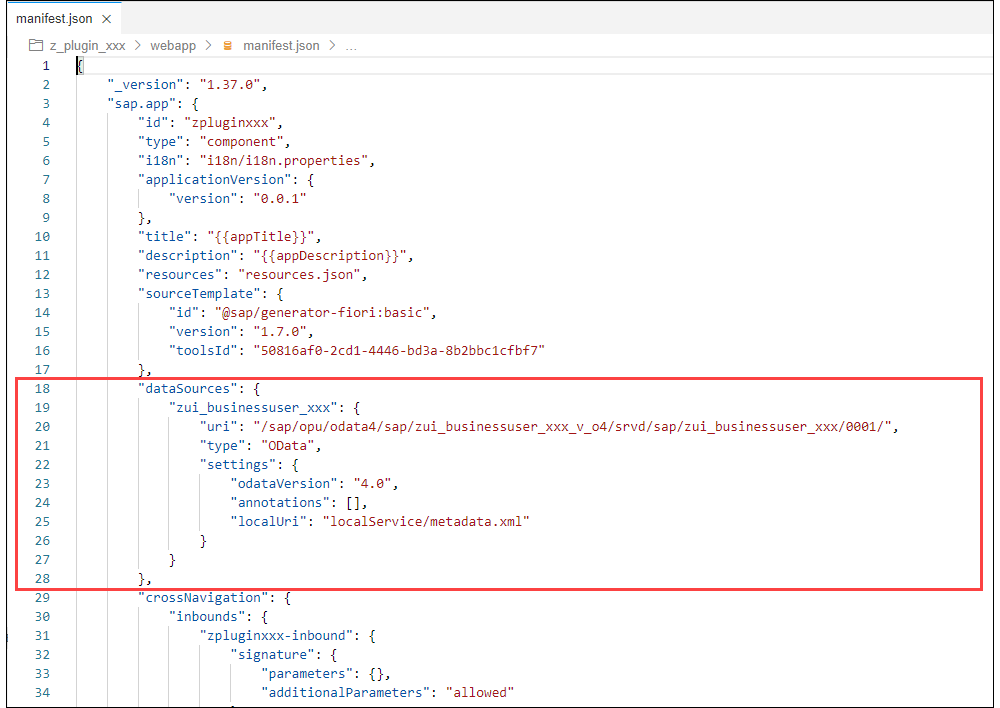 manifest.json ×
z_plugin_xxx > webapp > manifest.json > ...
1 {
2 "_version": "1.37.0",
3 "sap.app": {
4 "id": "zpluginxxx",
5 "type": "component",
6 "i18n": "i18n/i18n.properties",
7 "applicationVersion": {
8 "version": "0.0.1"
9 },
10 "title": "{{appTitle}}",
11 "description": "{{appDescription}}",
12 "resources": "resources.json",
13 "sourceTemplate": {
14 "id": "@sap/generator-fiori:basic",
15 "version": "1.7.0",
16 "toolsId": "50816af0-2cd1-4446-bd3a-8b2bbc1cfbf7"
17 },
18 "dataSources": {
19 "zui_businessuser_xxx": {
20 "uri": "/sap/opu/odata4/sap/zui_businessuser_xxx_v_o4/srvd/sap/zui_businessuser_xxx/0001/",
21 "type": "OData",
22 "settings": {
23 "odataVersion": "4.0",
24 "annotations": [],
25 "localUri": "localService/metadata.xml"
26 }
27 }
28 },
29 "crossNavigation": {
30 "inbounds": {
31 "zpluginxxx-inbound": {
32 "signature": {
33 "parameters": {},
34 "additionalParameters": "allowed"